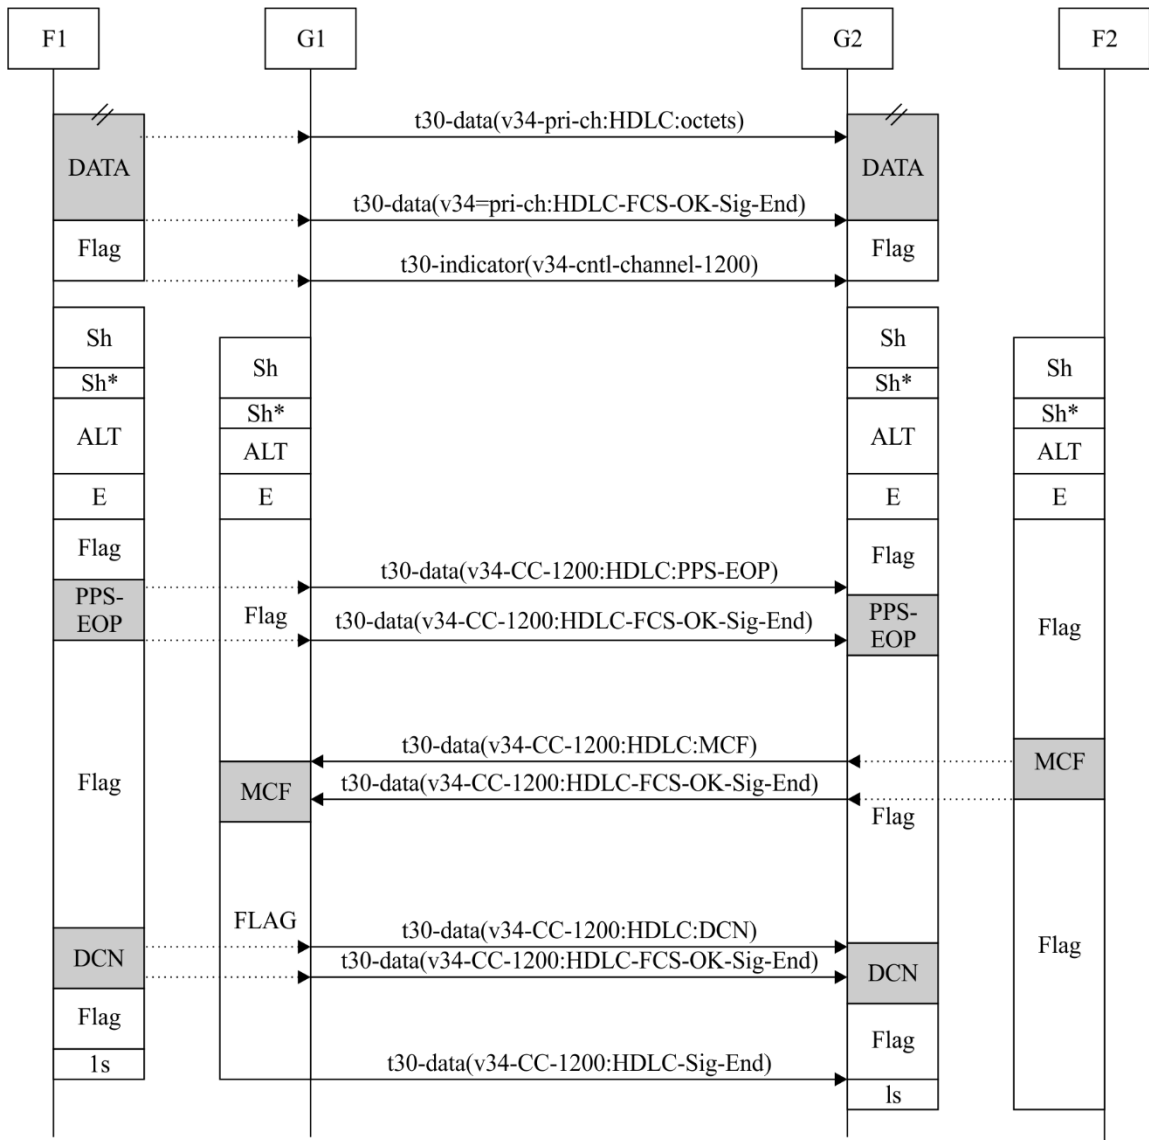 F1
G1
G2
F2
t30-data(v34-pri-ch:HDLC:octets)
DATA
DATA
t30-data(v34=pri-ch:HDLC-FCS-OK-Sig-End)
Flag
Flag
t30-indicator(v34-cntl-channel-1200)
Sh
Sh
Sh
Sh
Sh*
Sh*
Sh*
Sh*
ALT
ALT
ALT
ALT
E
E
E
E
Flag
Flag
t30-data(v34-CC-1200:HDLC:PPS-EOP)
PPS-
EOP
Flag
PPS-
EOP
Flag
t30-data(v34-CC-1200:HDLC-FCS-OK-Sig-End)
t30-data(v34-CC-1200:HDLC:MCF)
MCF
Flag
MCF
t30-data(v34-CC-1200:HDLC-FCS-OK-Sig-End)
Flag
FLAG
t30-data(v34-CC-1200:HDLC:DCN)
Flag
DCN
t30-data(v34-CC-1200:HDLC-FCS-OK-Sig-End)
DCN
Flag
Flag
1s
t30-data(v34-CC-1200:HDLC-Sig-End)
ls